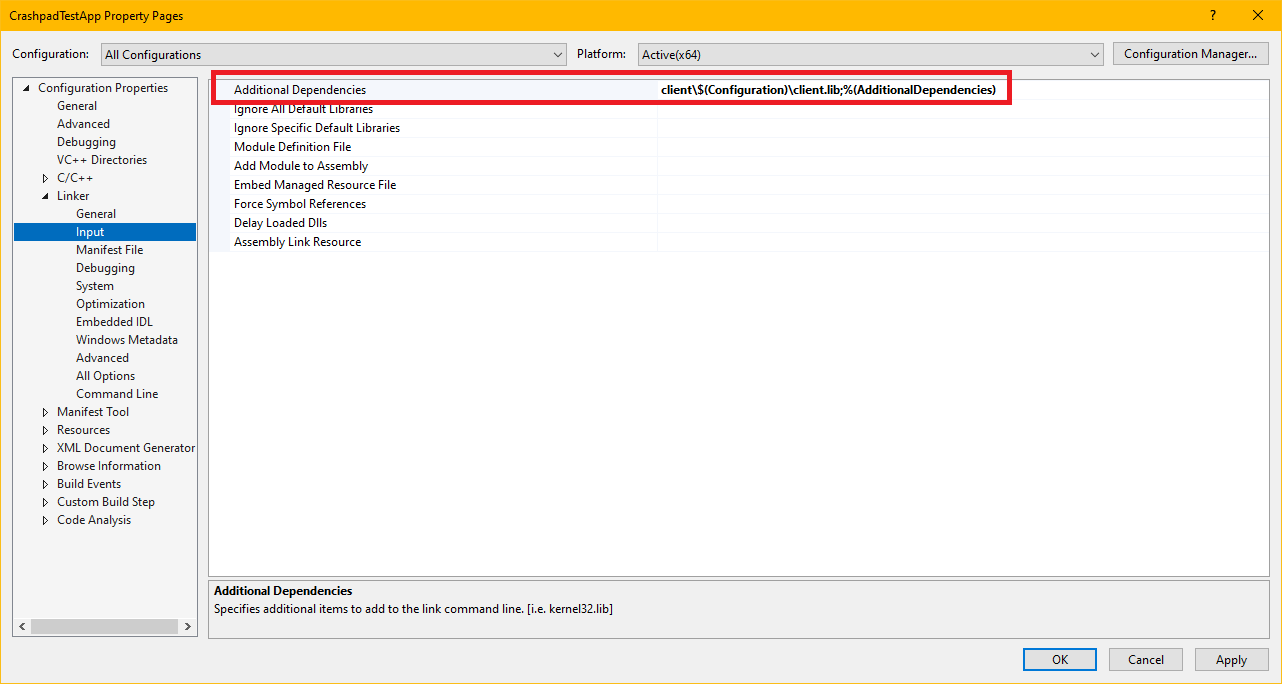 CrashpadTestApp Property Pages
?
Configuration: All Configurations Platform: Active(x64) Configuration Manager...
Configuration Properties
General
Advanced
Debugging
VC++ Directories
C/C++
Linker
General
Input
Manifest File
Debugging
System
Optimization
Embedded IDL
Windows Metadata
Advanced
All Options
Command Line
Manifest Tool
Resources
XML Document Generator
Browse Information
Build Events
Custom Build Step
Code Analysis
Additional Dependencies client\$(Configuration)\client.lib;%(AdditionalDependencies)
Ignore All Default Libraries
Ignore Specific Default Libraries
Module Definition File
Add Module to Assembly
Embed Managed Resource File
Force Symbol References
Delay Loaded Dlls
Assembly Link Resource
Additional Dependencies
Specifies additional items to add to the link command line. [i.e. kernel32.lib]
OK Cancel Apply